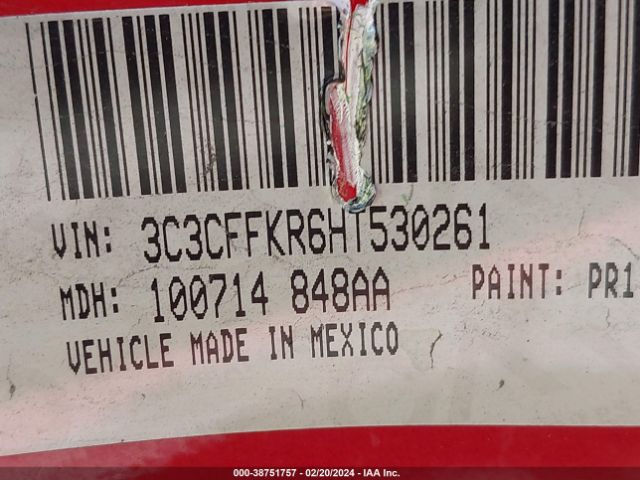 VIN: 3C3CFFKR6HT530261
MDH: 100714 848AA PAINT: PR1
VEHICLE MADE IN MEXICO
000-38751757 - 02/20/2024 - IAA Inc.